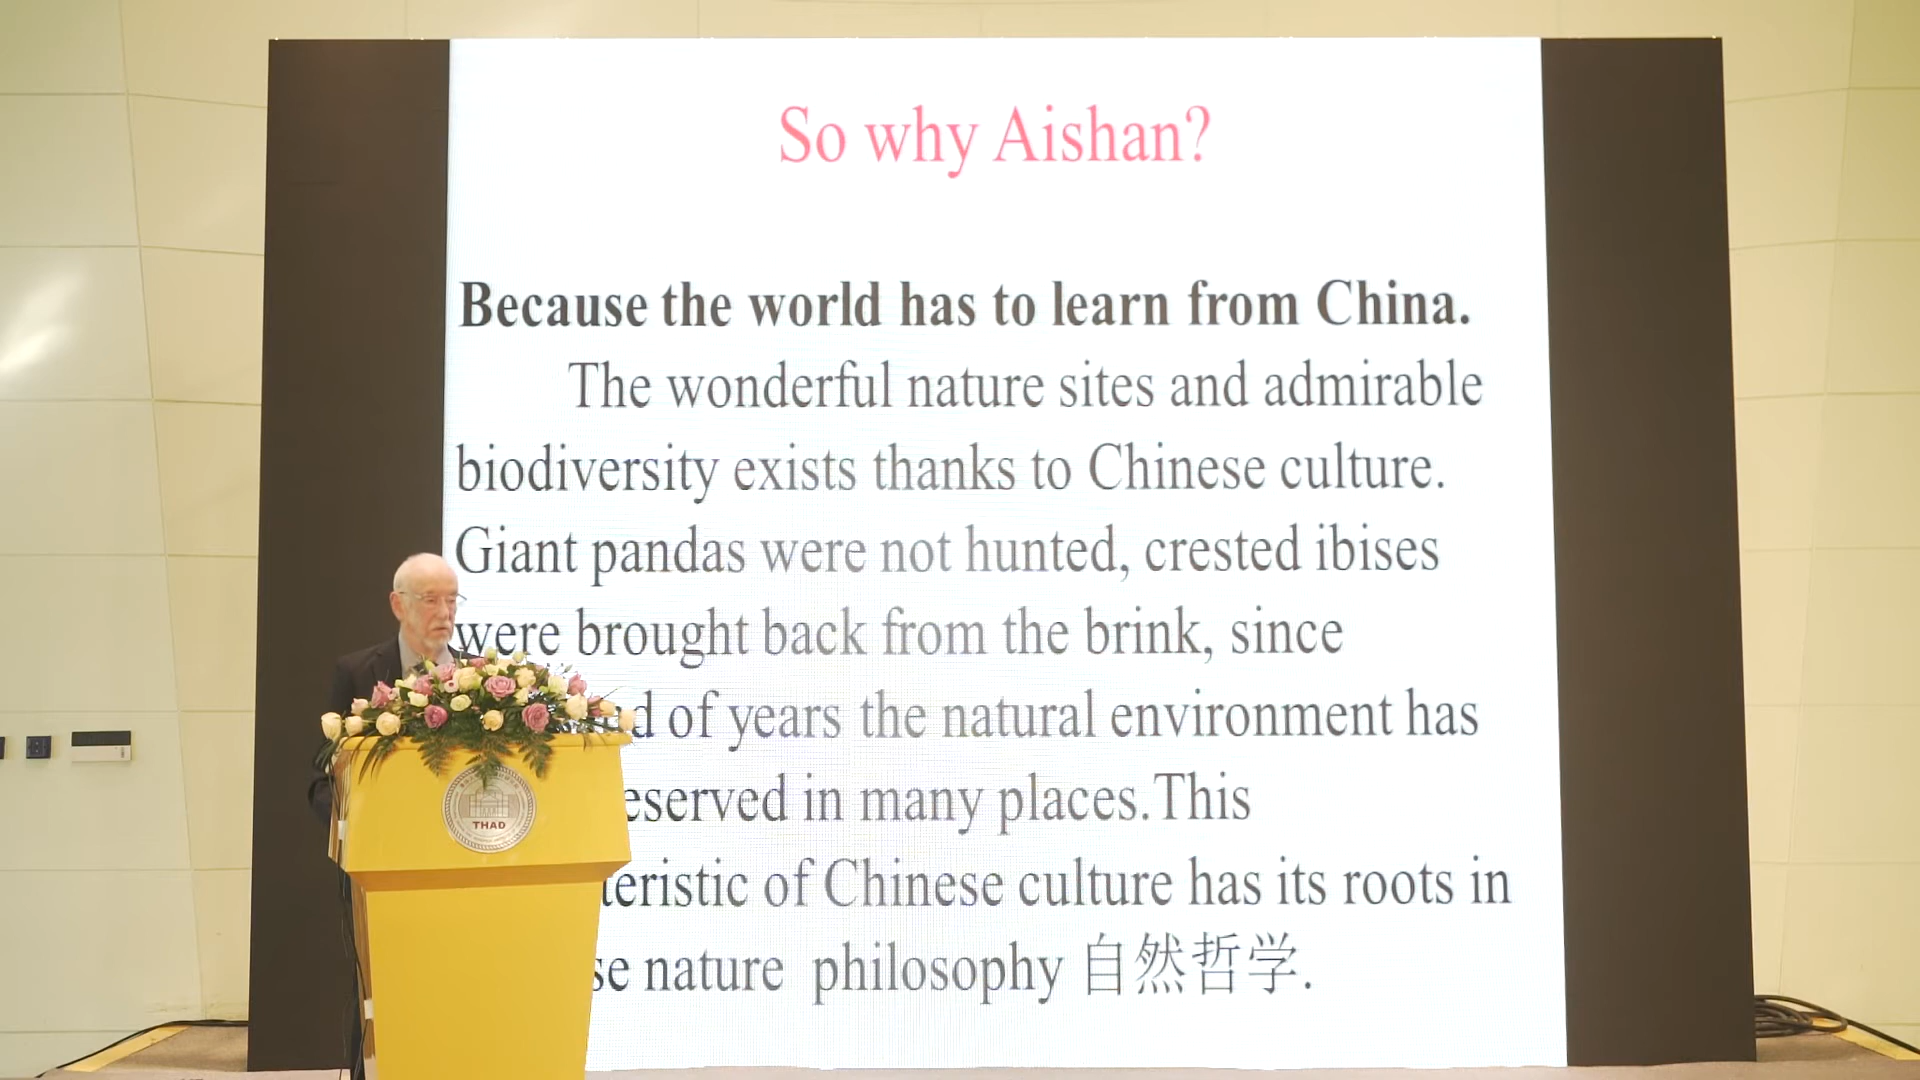 So why Aishan?
Because the world has to learn from China.
The wonderful nature sites and admirable
biodiversity exists thanks to Chinese culture.
Giant pandas were not hunted, crested ibises
were brought back from the brink, since
of years the natural environment has
in many places.This
of Chinese culture has its roots in
nature philosophy 自然哲学.
THAD